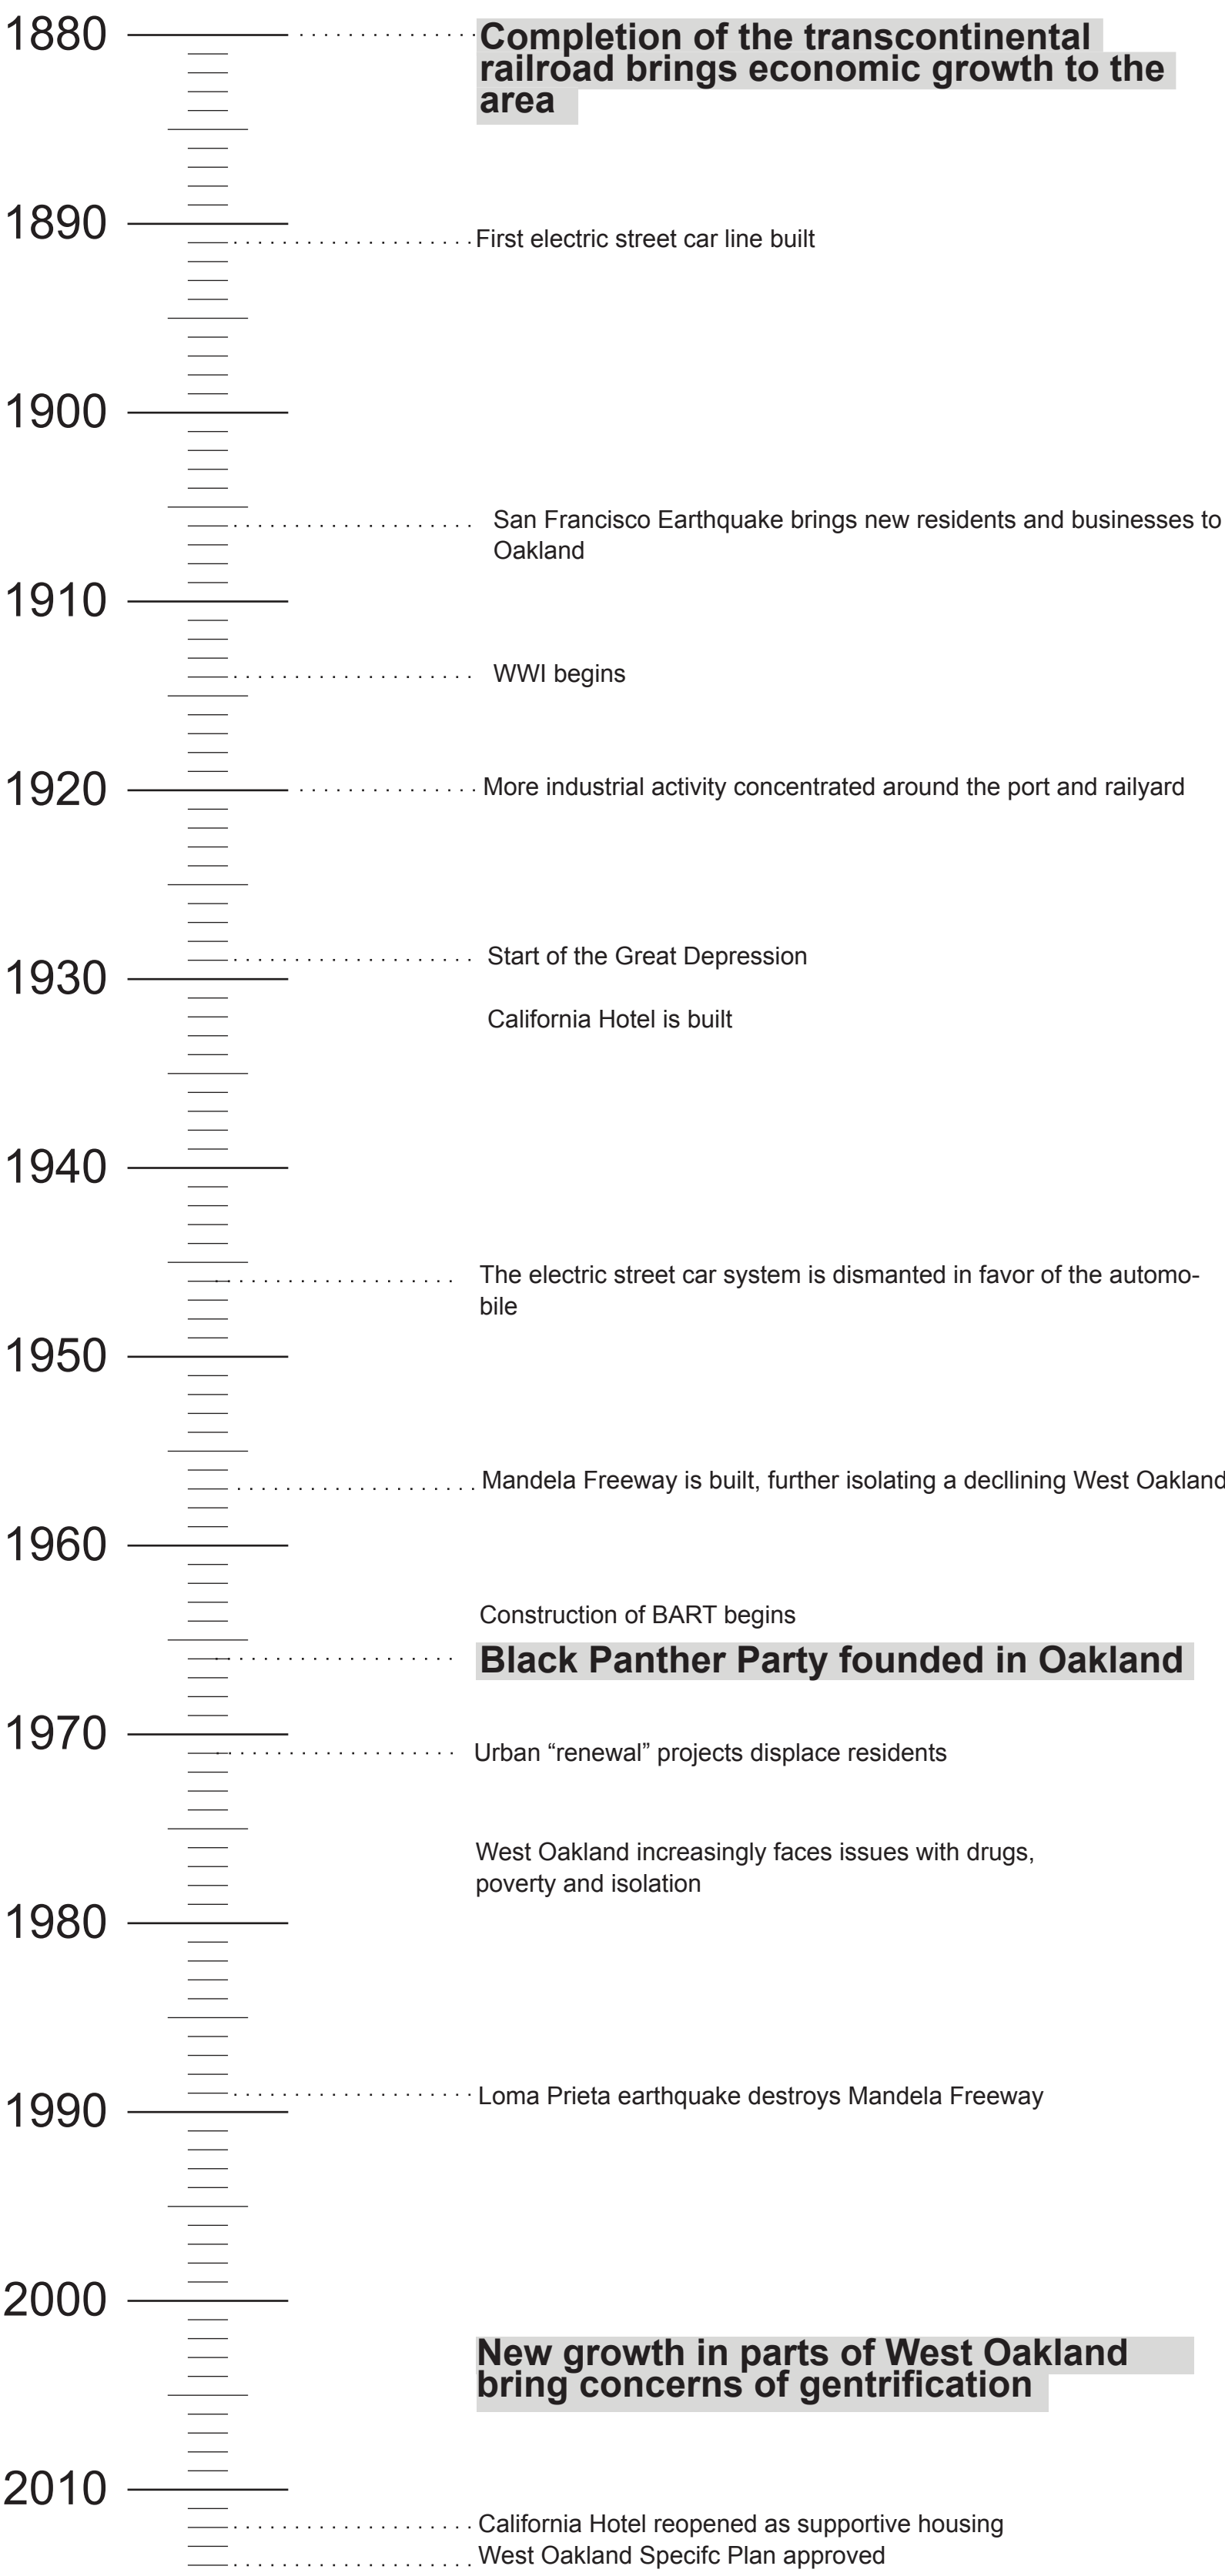 1880
Completion of the transcontinental
railroad brings economic growth to the
area
1890
First electric street car line built
1900
San Francisco Earthquake brings new residents and businesses to
Oakland
1910
WWI begins
1920
More industrial activity concentrated around the port and railyard
Start of the Great Depression
1930
California Hotel is built
1940
The electric street car system is dismanted in favor of the automo-
bile
1950
Mandela Freeway is built, further isolating a decllining West Oakland
1960
Construction of BART begins
Black Panther Party founded in Oakland
1970
Urban “renewal” projects displace residents
West Oakland increasingly faces issues with drugs,
poverty and isolation
1980
Loma Prieta earthquake destroys Mandela Freeway
1990
2000
New growth in parts of West Oakland
bring concerns of gentrification
2010
California Hotel reopened as supportive housing
West Oakland Specifc Plan approved